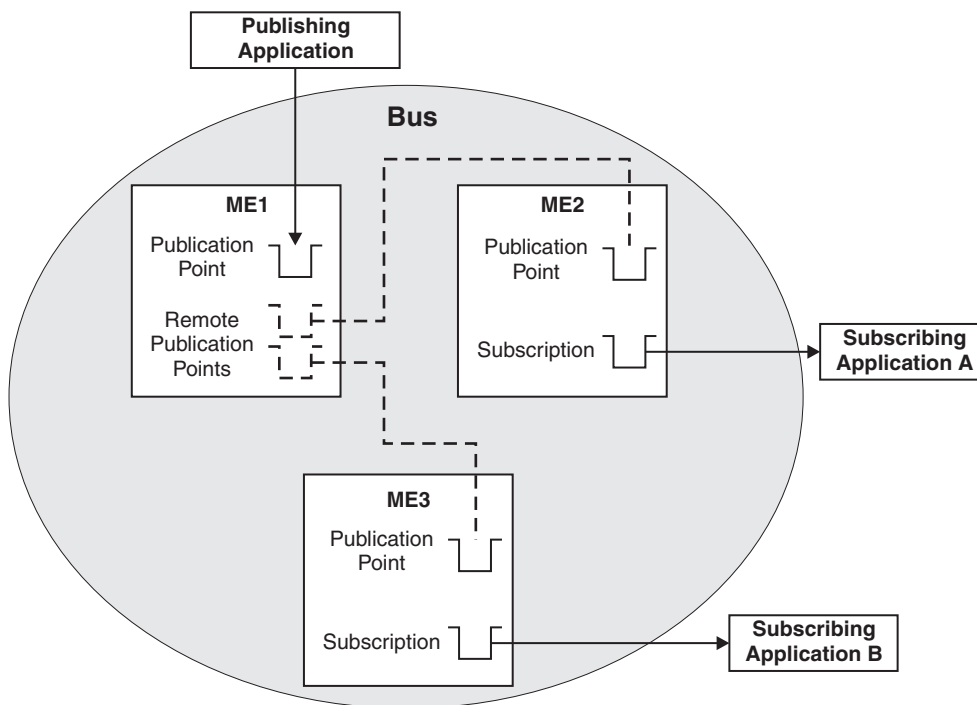 Publishing
Application
Bus
ME1
Publication
Point
Remote
Publication
Points
ME2
Publication
Point
Subscription
Subscribing
Application A
ME3
Publication
Point
Subscription
Subscribing
Application B